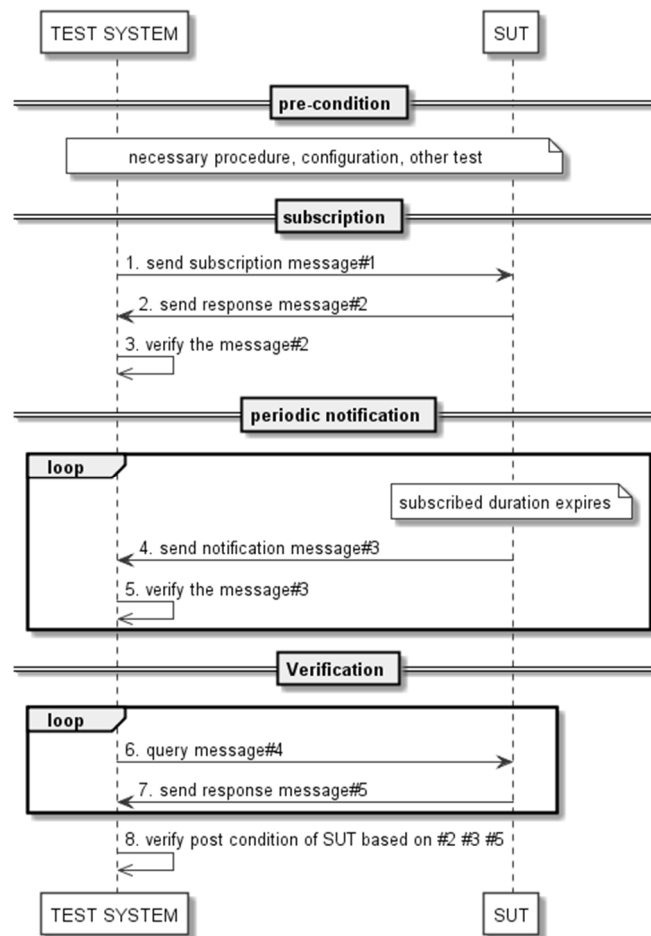 TEST SYSTEM
SUT
pre-condition
necessary procedure, configuration, other test
subscription
1. send subscription message#1
2. send response message#2
3. verify the message#2
periodic notification
loop
subscribed duration expires
4. send notification message#3
5. verify the message#3
Verification
loop
6. query message#4
7. send response message#5
8. verify post condition of SUT based on #2 #3 #5
TEST SYSTEM
SUT